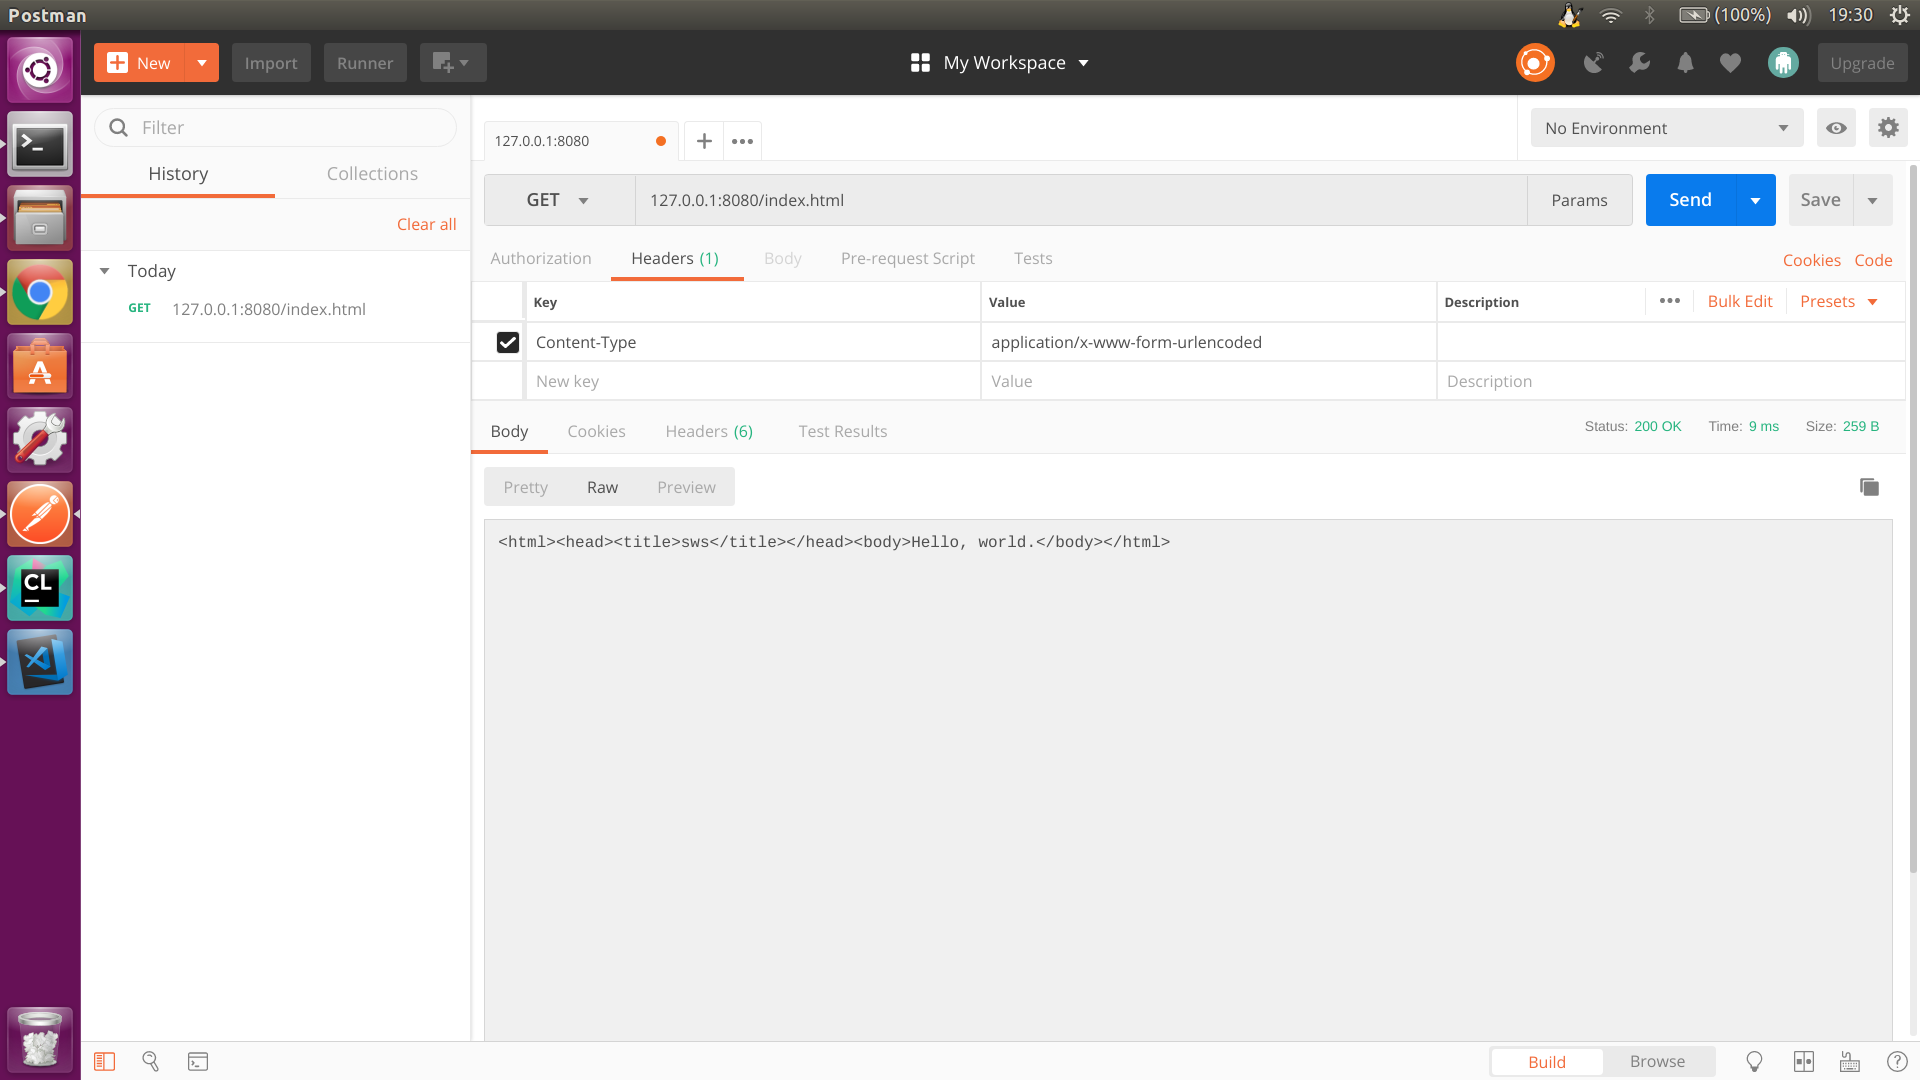 Postman
(100%) 19:30
New Import Runner My Workspace Upgrade
Filter
History Collections
Clear all
Today
GET 127.0.0.1:8080/index.html
127.0.0.1:8080
No Environment
GET 127.0.0.1:8080/index.html Params Send Save
Authorization Headers (1) Body Pre-request Script Tests Cookies Code
Key Value Description Bulk Edit Presets
Content-Type application/x-www-form-urlencoded
New key Value Description
Body Cookies Headers (6) Test Results Status: 200 OK Time: 9 ms Size: 259 B
Pretty Raw Preview
<html><head><title>sws</title></head><body>Hello, world.</body></html>
CL
Build Browse